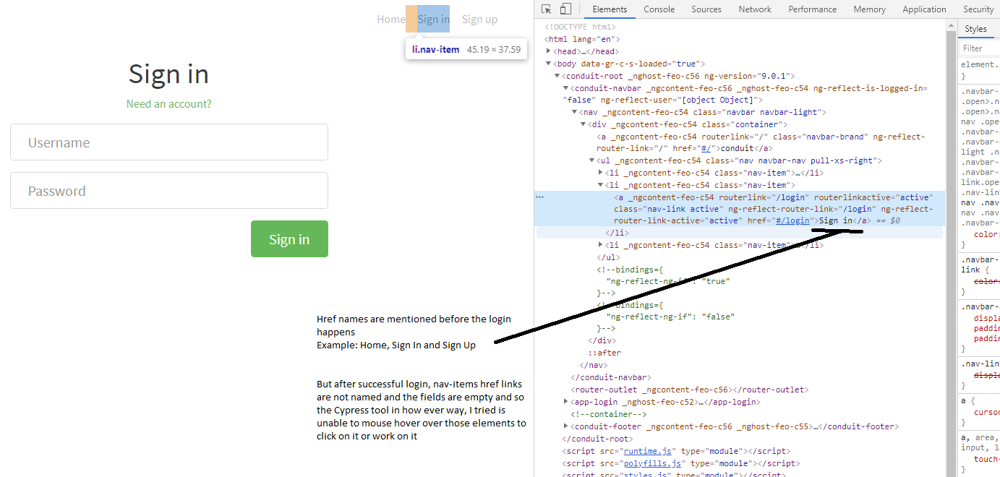 Home Sign in Sign up
li.nav-item 45.19 × 37.59
Sign in
Need an account?
Username
Password
Sign in
Href names are mentioned before the login
happens
Example: Home, Sign In and Sign Up
But after successful login, nav-items href links
are not named and the fields are empty and so
the Cypress tool in how ever way, I tried is
unable to mouse hover over those elements to
click on it or work on it
Elements Console Sources Network Performance Memory Application Security
<!DOCTYPE html>
<html lang="en">
<head>…</head>
<body data-gr-c-s-loaded="true">
<conduit-root _nghost-feo-c56 ng-version="9.0.1">
<conduit-navbar _ngcontent-feo-c56 _nghost-feo-c54 ng-reflect-is-logged-in=
"false" ng-reflect-user="[object Object]">
<nav _ngcontent-feo-c54 class="navbar navbar-light">
<div _ngcontent-feo-c54 class="container">
<a _ngcontent-feo-c54 routerlink="/" class="navbar-brand" ng-reflect-
router-link="/" href="#/">conduit</a>
<ul _ngcontent-feo-c54 class="nav navbar-nav pull-xs-right">
<li _ngcontent-feo-c54 class="nav-item">…</li>
<li _ngcontent-feo-c54 class="nav-item">
<a _ngcontent-feo-c54 routerlink="/login" routerlinkactive="active"
class="nav-link active" ng-reflect-router-link="/login" ng-reflect-
router-link-active="active" href="#/login">Sign in</a> == $0
</li>
<li _ngcontent-feo-c54 class="nav-item" </li>
</ul>
<!--bindings={
"ng-reflect-ng-if": "true"
}-->
<!--bindings={
"ng-reflect-ng-if": "false"
}-->
</div>
::after
</nav>
</conduit-navbar>
<router-outlet _ngcontent-feo-c56></router-outlet>
<app-login _nghost-feo-c52>…</app-login>
<!--container-->
<conduit-footer _ngcontent-feo-c56 _nghost-feo-c55>…</conduit-footer>
</conduit-root>
<script src="runtime.js" type="module"></script>
<script src="polyfills.js" type="module"></script>
<script src="styles.js" type="module"></script>
Styles
Filter
element.
}
.navbar-
.open>.n
.open>.n
nav .ope
.navbar-
.navbar-
light .n
.navbar-
.navbar-
link.ope
.nav-lin
nav .nav
nav .nav
color:
}
.navbar-
link {
color:
}
.navbar-
displa
paddin
paddin
}
.nav-lin
displa
}
a {
cursor
}
a, area,
input, l
touch-
}